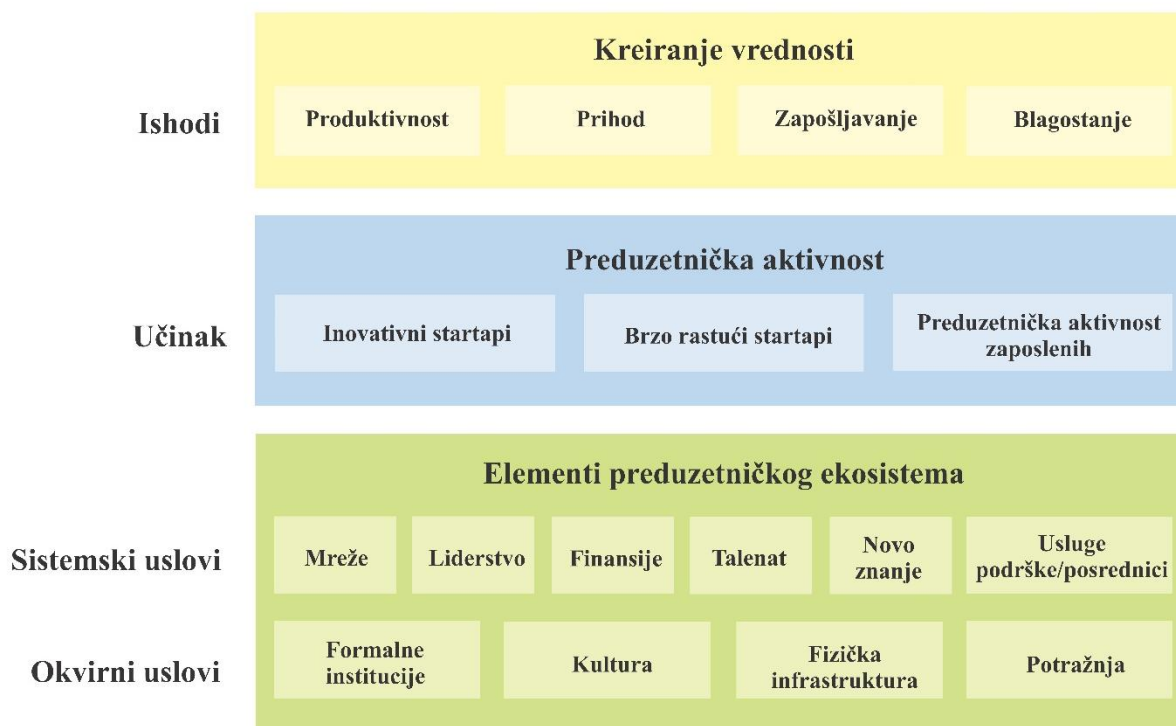 Kreiranje vrednosti
Ishodi
Produktivnost
Prihod
Zapošljavanje
Blagostanje
Preduzetnička aktivnost
Učinak
Inovativni startapi
Brzo rastući startapi
Preduzetnička aktivnost
zaposlenih
Elementi preduzetničkog ekosistema
Sistemski uslovi
Mreže
Liderstvo
Finansije
Talenat
Novo
znanje
Usluge
podrške/posrednici
Okvirni uslovi
Formalne
institucije
Kultura
Fizička
infrastruktura
Potražnja